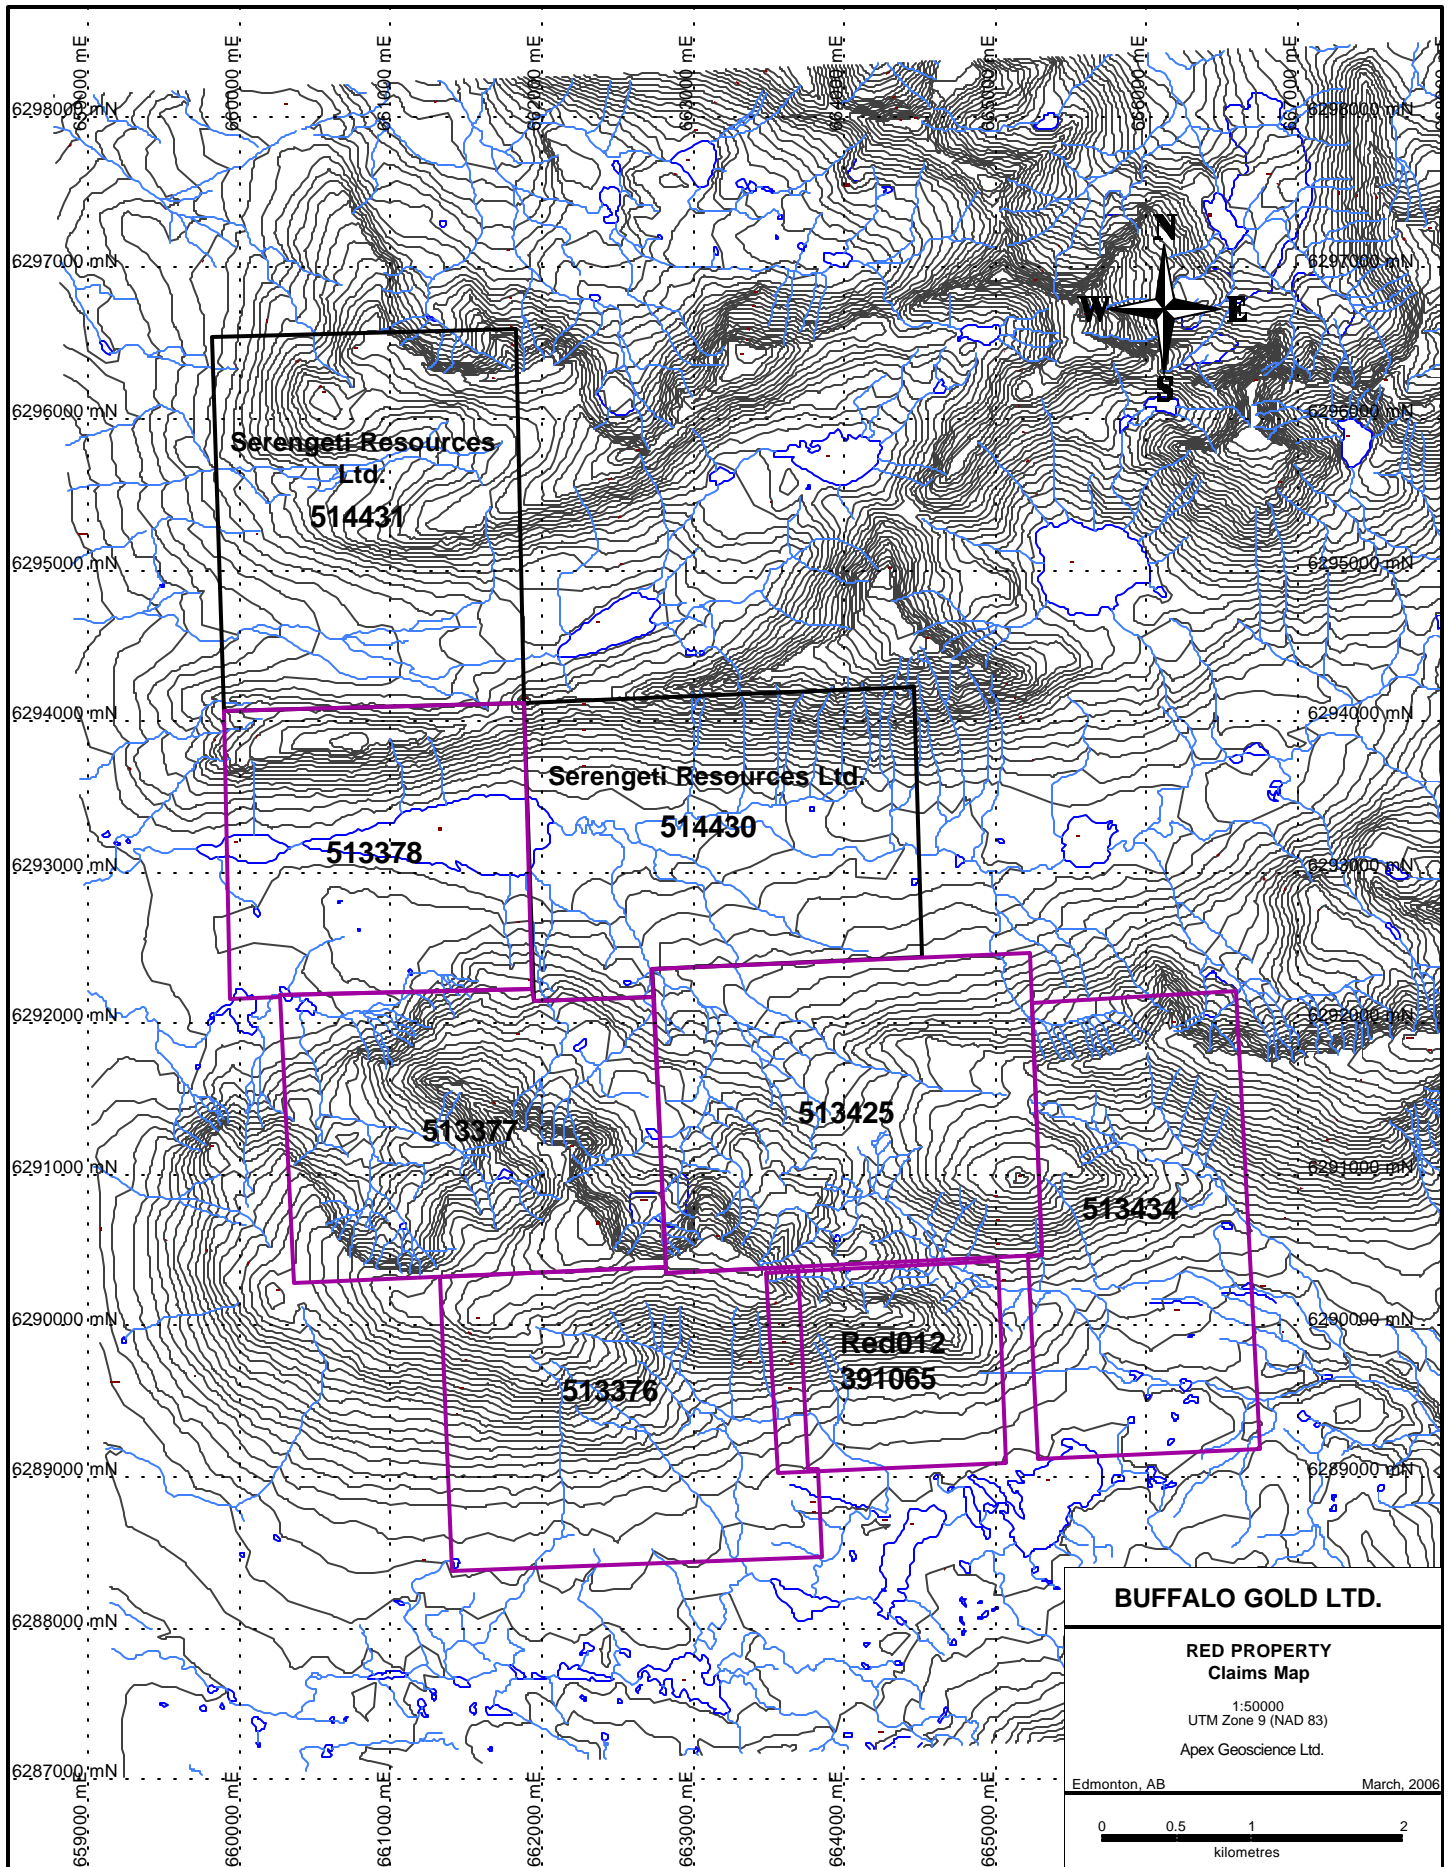 659000 mE
660000 mE
661000 mE
662000 mE
663000 mE
664000 mE
665000 mE
666000 mE
667000 mE
6298000 mN
6298000 mN
N
6297000 mN
6297000 mN
W
E
S
6296000 mN
6296000 mN
Serengeti Resources
Ltd.
514431
6295000 mN
6295000 mN
6294000 mN
6294000 mN
Serengeti Resources Ltd.
514430
513378
6293000 mN
6293000 mN
6292000 mN
6292000 mN
513425
513377
6291000 mN
6291000 mN
513434
6290000 mN
6290000 mN
Red012
391065
513376
6289000 mN
6289000 mN
6288000 mN
6287000 mN
659000 mE
660000 mE
661000 mE
662000 mE
663000 mE
664000 mE
665000 mE
BUFFALO GOLD LTD.
RED PROPERTY
Claims Map
1:50000
UTM Zone 9 (NAD 83)
Apex Geoscience Ltd.
Edmonton, AB
March, 2006
0 0.5 1 2
kilometres